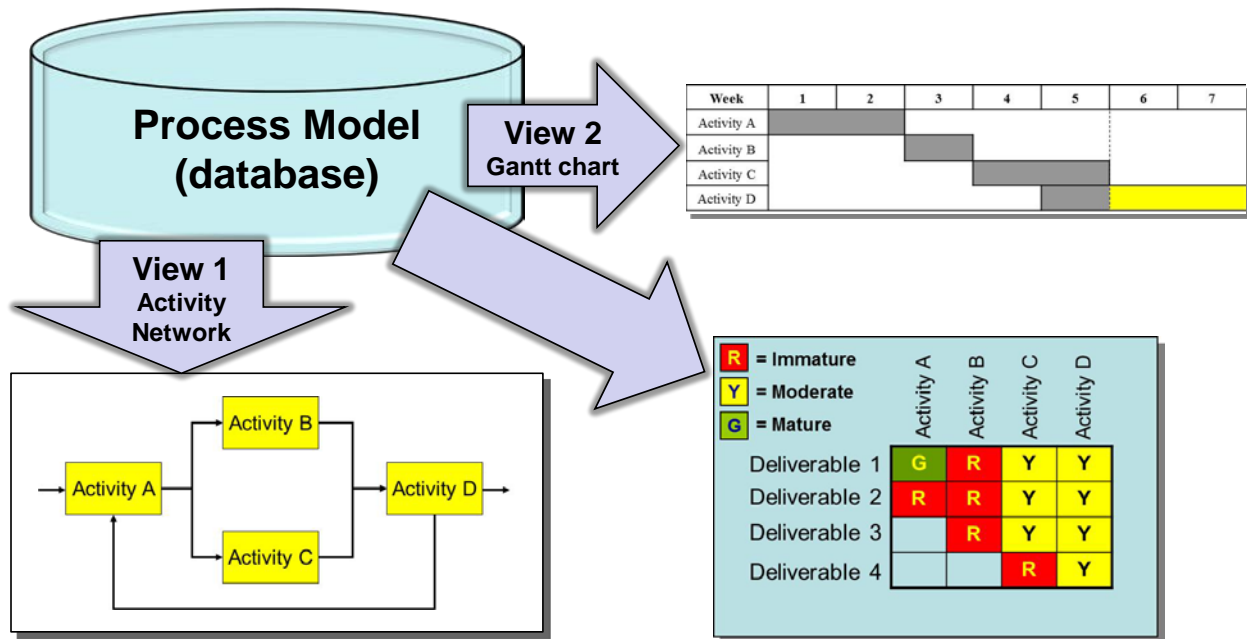 Process Model
(database)
View 2
Gantt chart
Week 1 2 3 4 5 6 7
Activity A
Activity B
Activity C
Activity D
View 1
Activity
Network
Activity B
Activity A
Activity D
Activity C
R = Immature
Y = Moderate
G = Mature
Activity A
Activity B
Activity C
Activity D
Deliverable 1 G R Y Y
Deliverable 2 R R Y Y
Deliverable 3 R Y Y
Deliverable 4 R Y